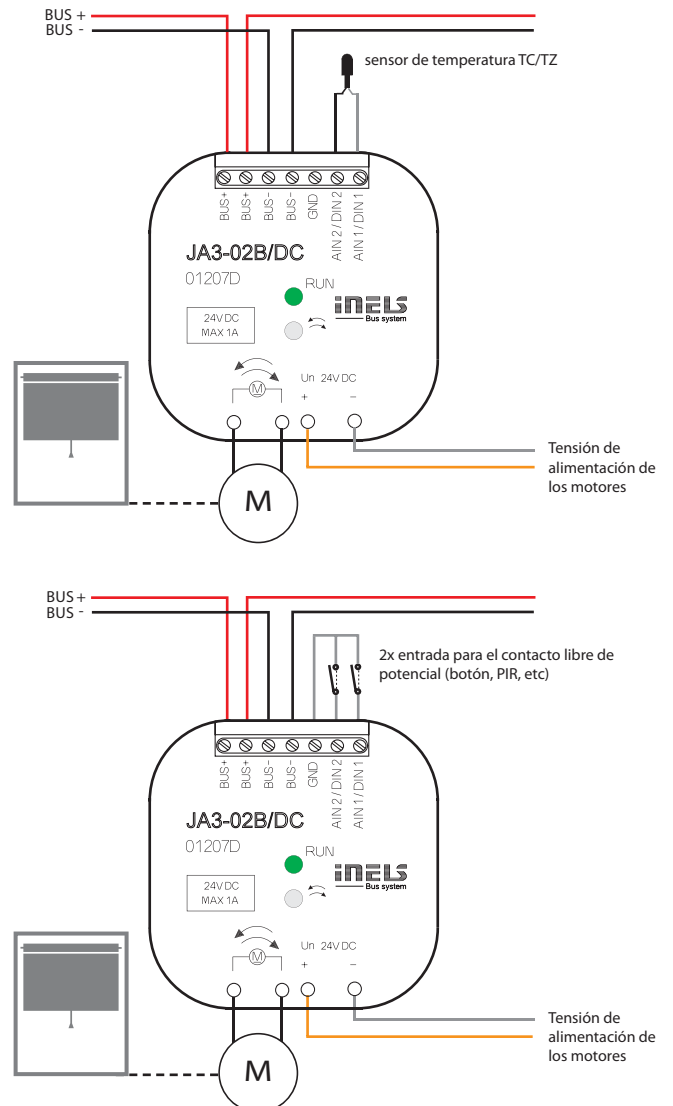 BUS +
BUS -
sensor de temperatura TC/TZ
BUS+
BUS+
BUS-
BUS-
GND
AIN 2 / DIN 2
AIN 1 / DIN 1
JA3-02B/DC
01207D
RUN
iNELS
Bus system
24V DC
MAX 1A
M
Un 24V DC
+
-
Tensión de
alimentación de
los motores
M
BUS +
BUS -
2x entrada para el contacto libre de
potencial (botón, PIR, etc)
BUS+
BUS+
BUS-
BUS-
GND
AIN 2 / DIN 2
AIN 1 / DIN 1
JA3-02B/DC
01207D
RUN
iNELS
Bus system
24V DC
MAX 1A
M
Un 24V DC
+
-
Tensión de
alimentación de
los motores
M